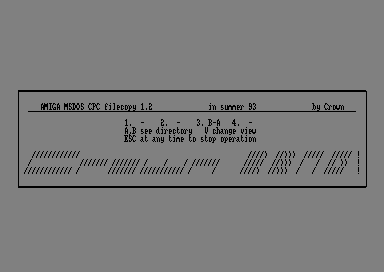 AMIGA MSDOS CPC filecopy 1.2 in summer 93 by Crown
1. - 2. - 3. B-A 4. -
A,B see directory V change view
ESC at any time to stop operation